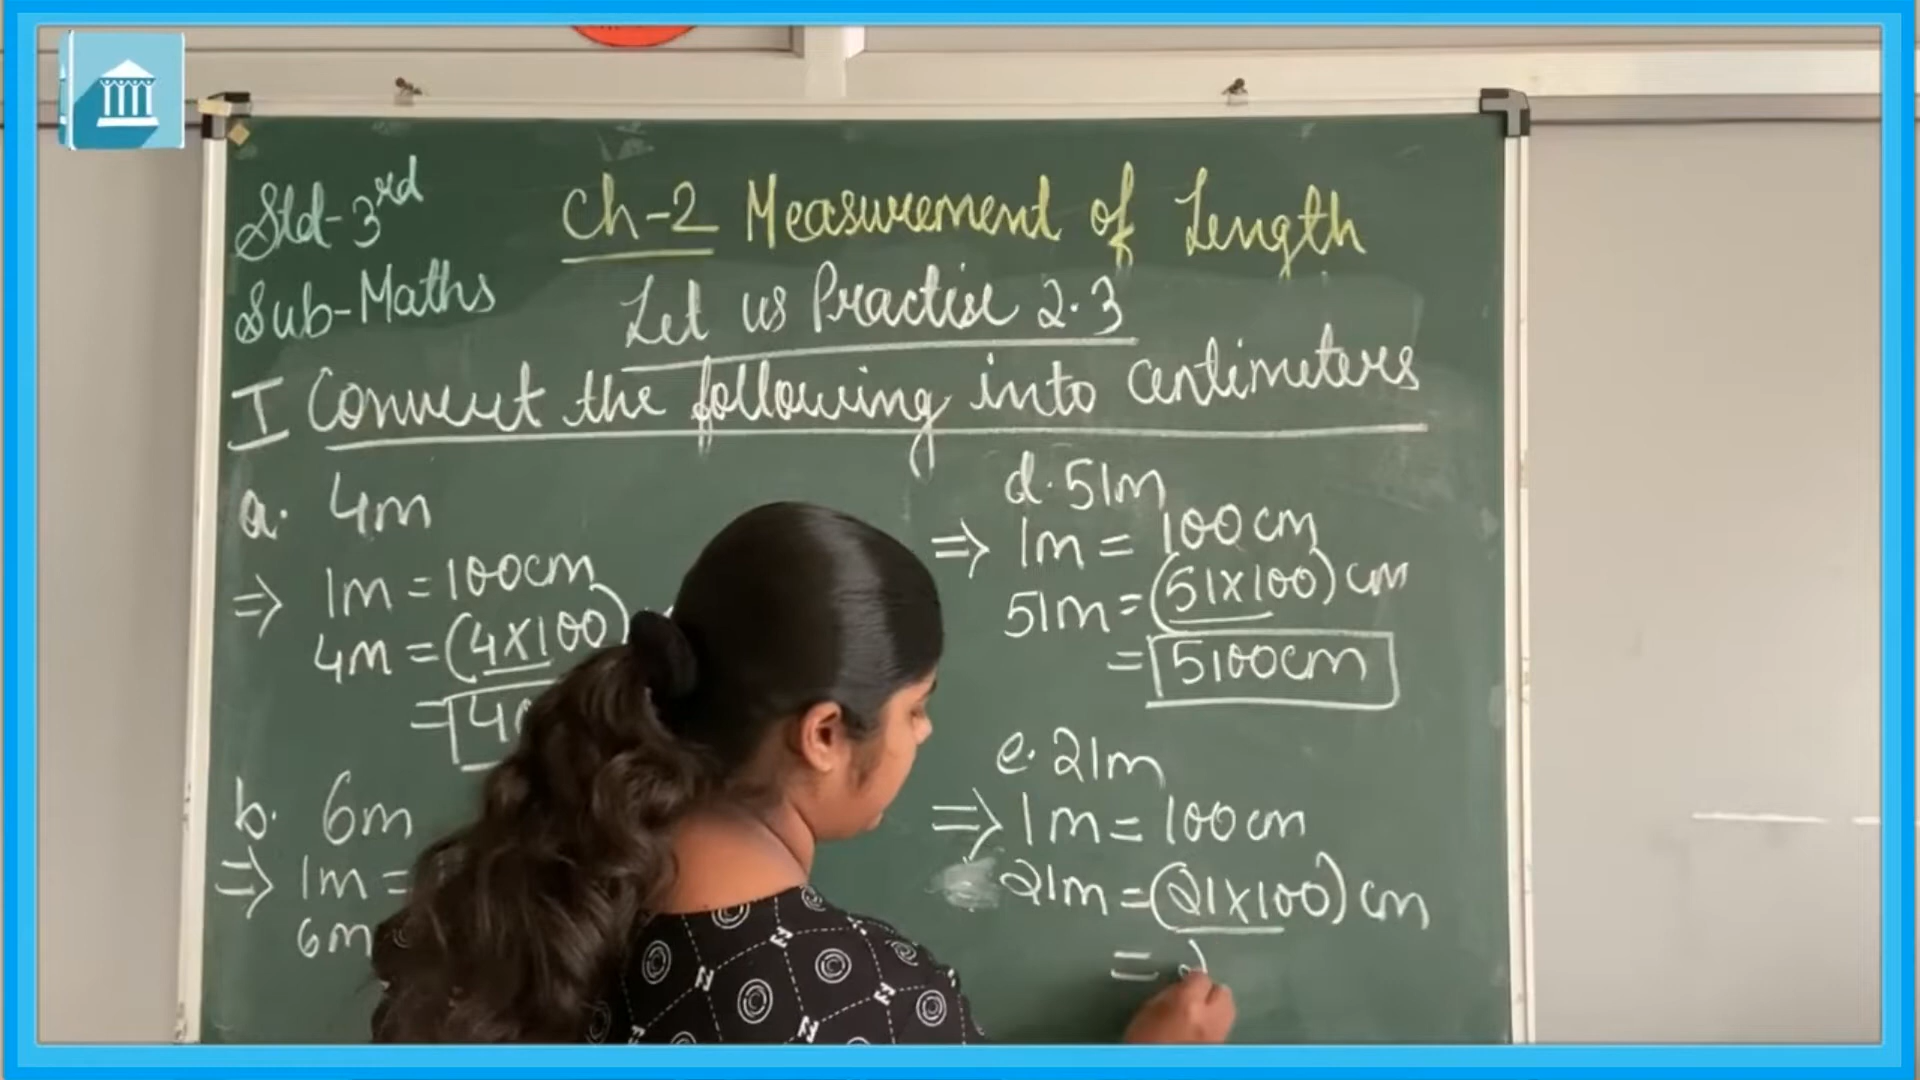 Std-3rd
Sub-Maths
Ch-2 Measurement of Length
Let us Practise 2.3
I Convert the following into centimeters
a. 4m
⇒ 1m = 100cm
4m = (4x100)
= 4
b. 6m
⇒ 1m =
6m
d. 51m
⇒ 1m = 100cm
51m = (51x100) cm
= 5100cm
e. 21m
⇒ 1m = 100cm
21m = (21x100) cm
=